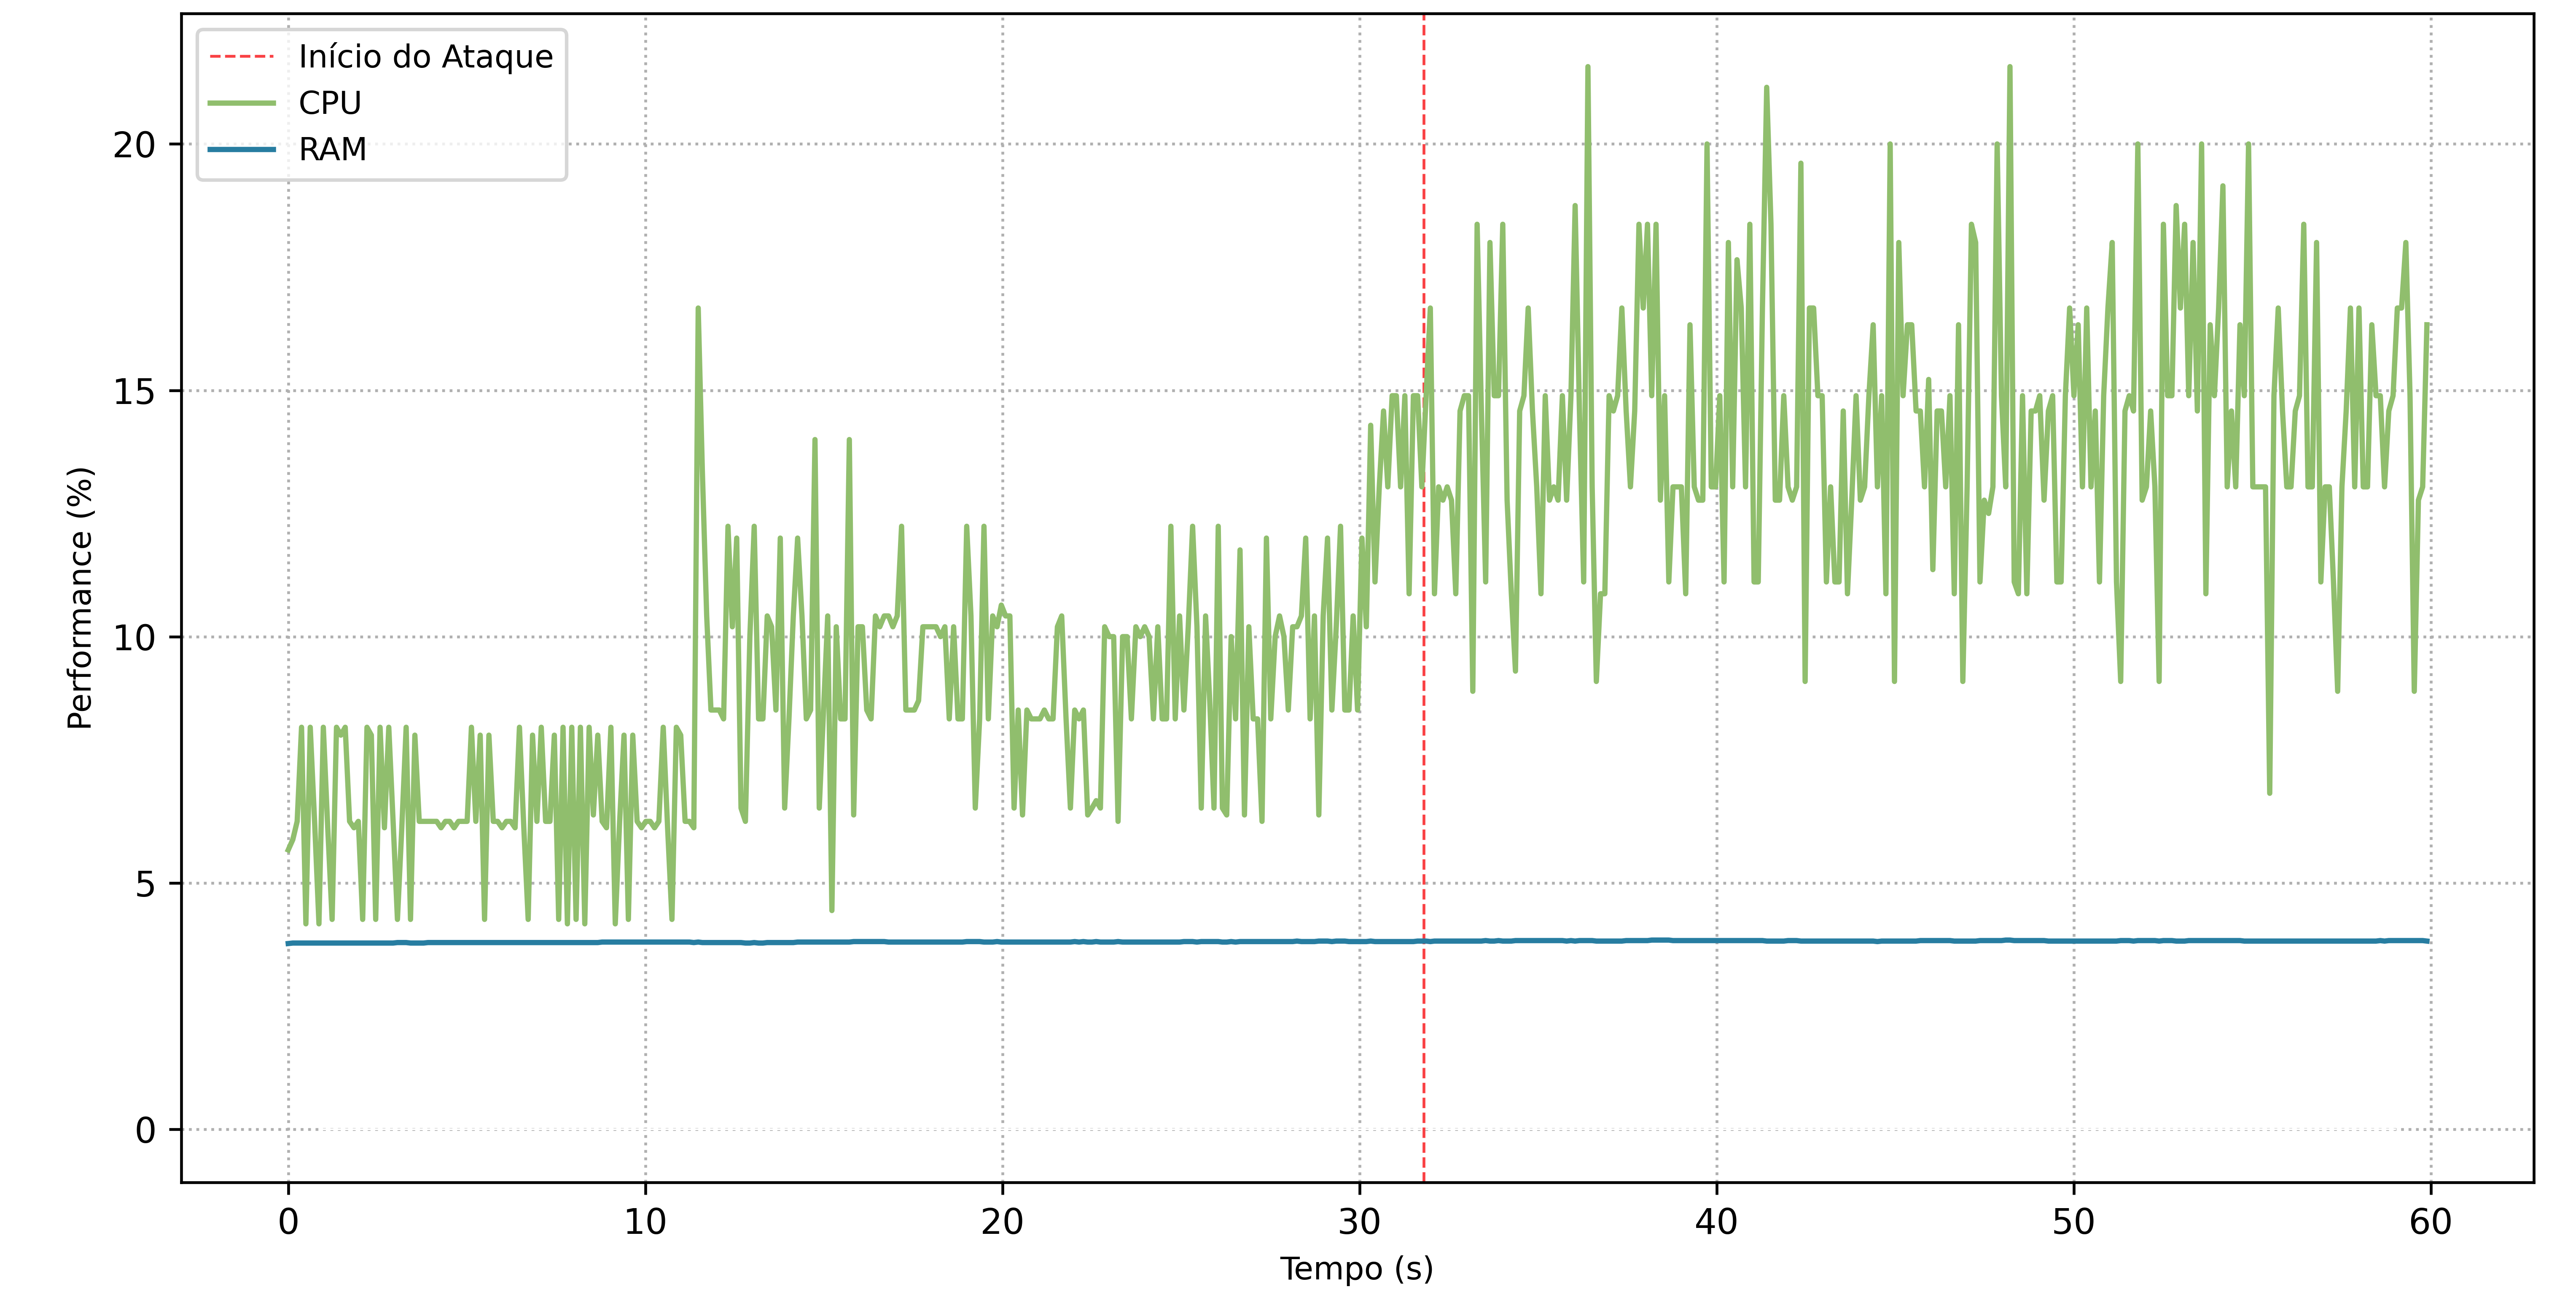 Início do Ataque
CPU
RAM
20
15
10
5
0
Performance (%)
0 10 20 30 40 50 60
Tempo (s)